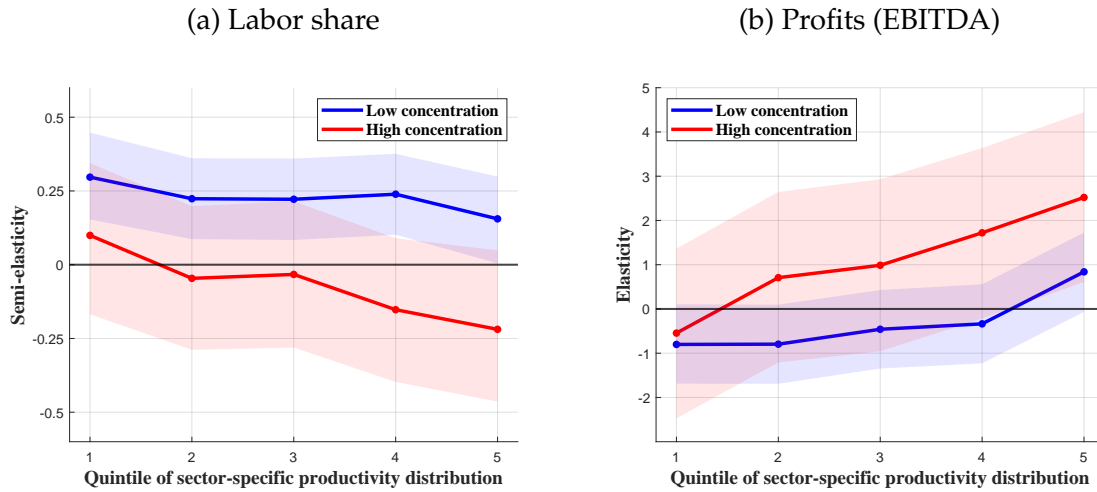 (a) Labor share
Low concentration
High concentration
0.5
0.25
0
-0.25
-0.5
Semi-elasticity
1 2 3 4 5
Quintile of sector-specific productivity distribution
(b) Profits (EBITDA)
Low concentration
High concentration
5
4
3
2
1
0
-1
-2
Elasticity
1 2 3 4 5
Quintile of sector-specific productivity distribution